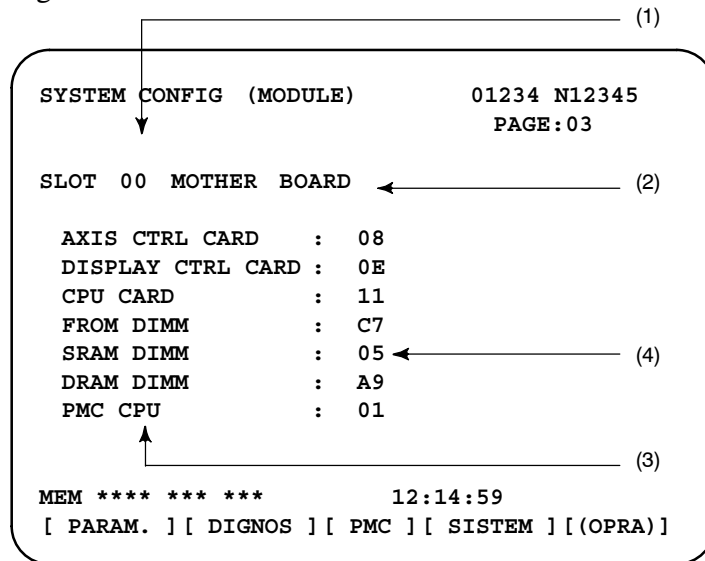 (1)
SYSTEM CONFIG (MODULE) 01234 N12345
PAGE:03
SLOT 00 MOTHER BOARD (2)
AXIS CTRL CARD : 08
DISPLAY CTRL CARD : 0E
CPU CARD : 11
FROM DIMM : C7
SRAM DIMM : 05 (4)
DRAM DIMM : A9
PMC CPU : 01
(3)
MEM **** *** *** 12:14:59
[ PARAM. ][ DIGNOS ][ PMC ][ SISTEM ][(OPRA)]